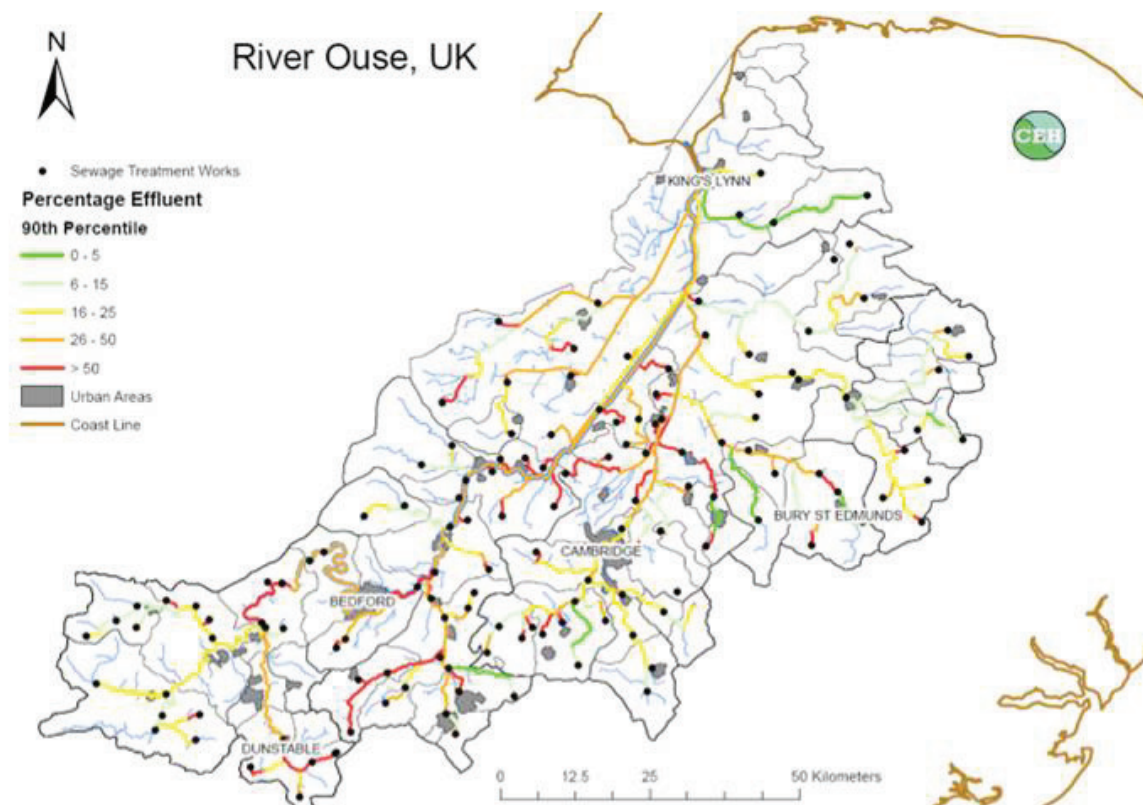 N
River Ouse, UK
CEH
Sewage Treatment Works
Percentage Effluent
90th Percentile
0 - 5
6 - 15
16 - 25
26 - 50
> 50
Urban Areas
Coast Line
KING'S LYNN
BURY ST EDMUNDS
CAMBRIDGE
BEDFORD
DUNSTABLE
0 12.5 25 50 Kilometers